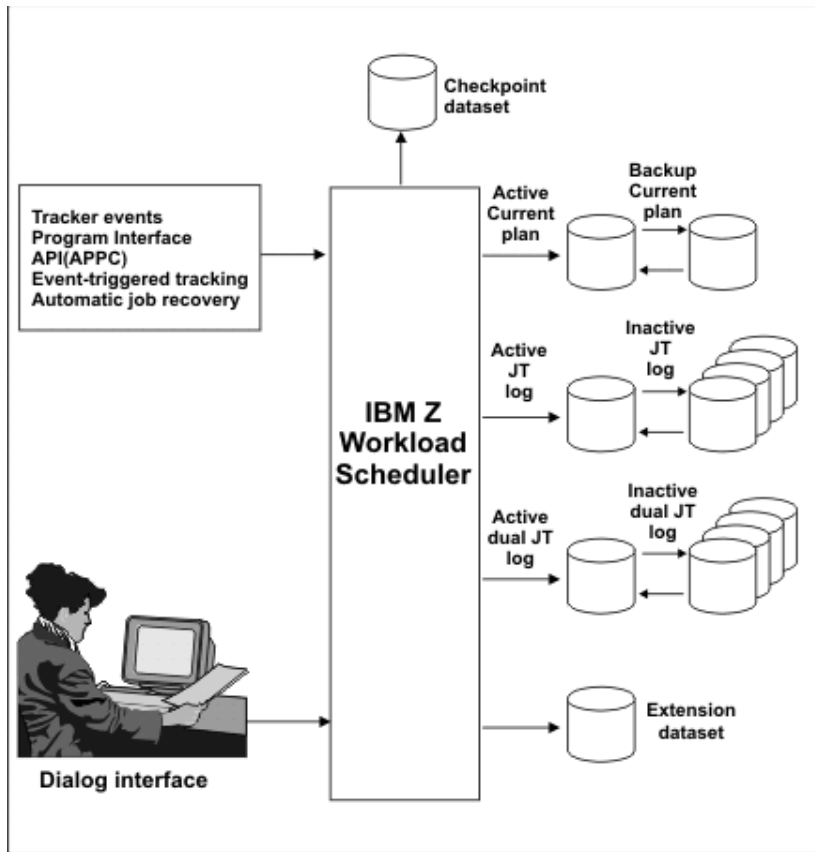 Checkpoint
dataset
Tracker events
Program Interface
API(APPC)
Event-triggered tracking
Automatic job recovery
IBM Z
Workload
Scheduler
Active
Current
plan
Backup
Current
plan
Active
JT
log
Inactive
JT
log
Active
dual JT
log
Inactive
dual JT
log
Extension
dataset
Dialog interface